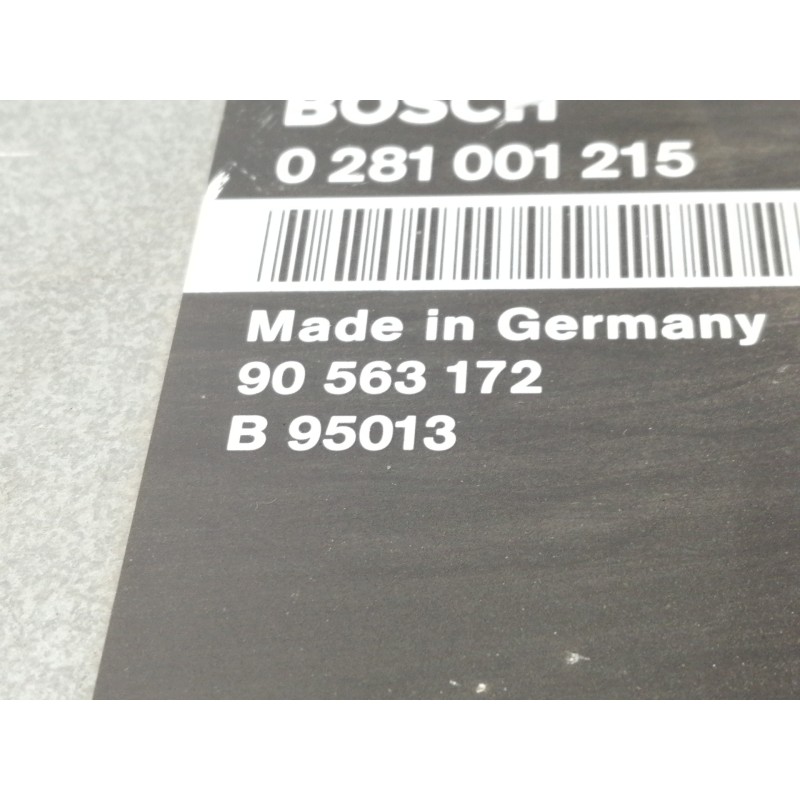 BOSCH
0 281 001 215
Made in Germany
90 563 172
B 95013